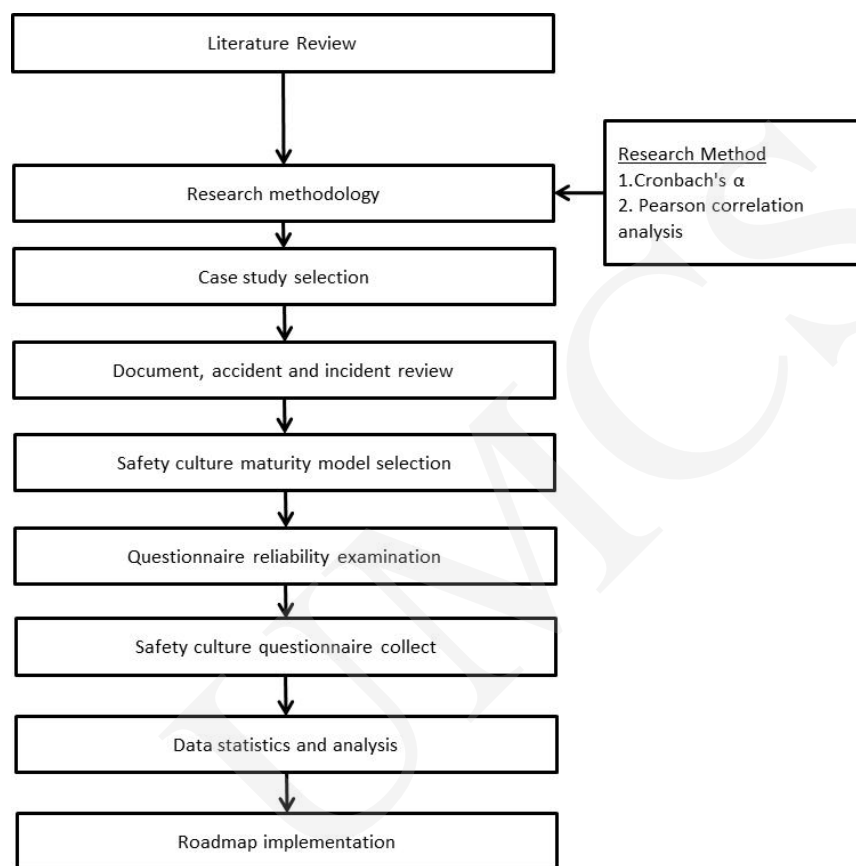 Literature Review
Research methodology
Research Method
1.Cronbach's α
2. Pearson correlation
analysis
Case study selection
Document, accident and incident review
Safety culture maturity model selection
Questionnaire reliability examination
Safety culture questionnaire collect
Data statistics and analysis
Roadmap implementation
UMCS